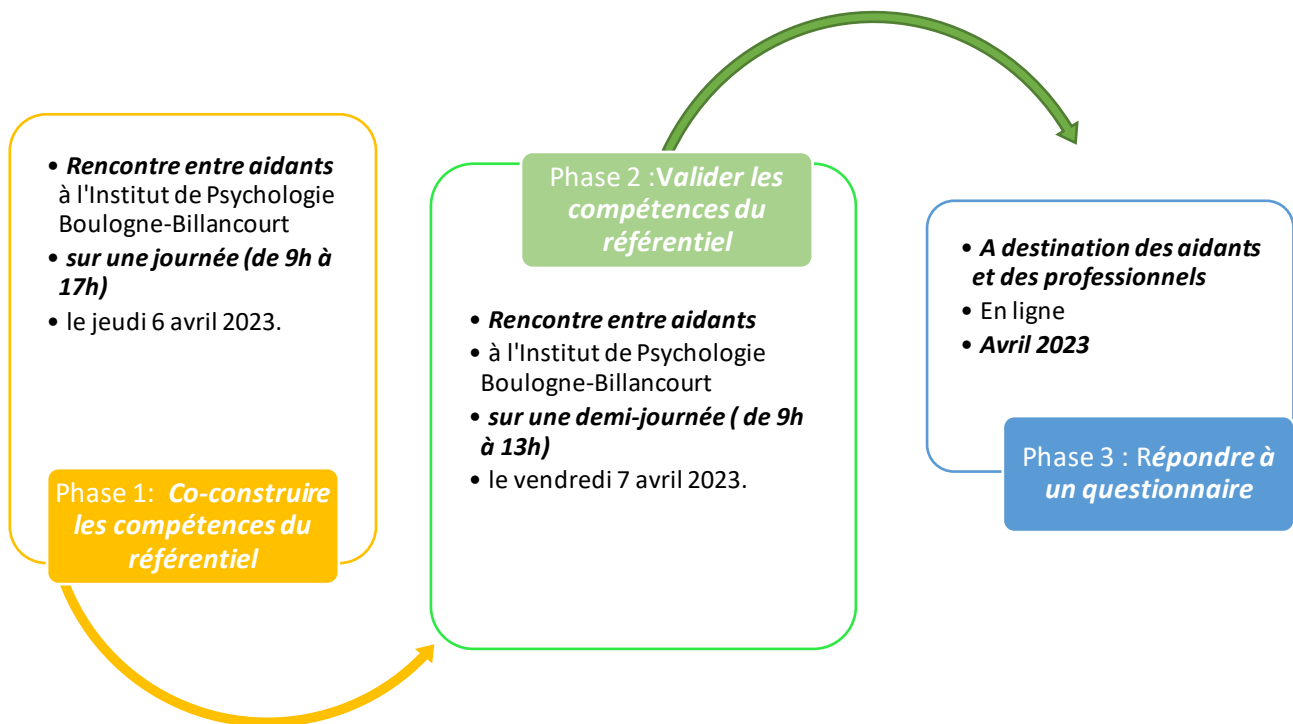 • Rencontre entre aidants
à l'Institut de Psychologie
Boulogne-Billancourt
• sur une journée (de 9h à
17h)
• le jeudi 6 avril 2023.
Phase 1: Co-construire
les compétences du
référentiel
Phase 2 :Valider les
compétences du
référentiel
• Rencontre entre aidants
• à l'Institut de Psychologie
Boulogne-Billancourt
• sur une demi-journée ( de 9h
à 13h)
• le vendredi 7 avril 2023.
• A destination des aidants
et des professionnels
• En ligne
• Avril 2023
Phase 3 : Répondre à
un questionnaire